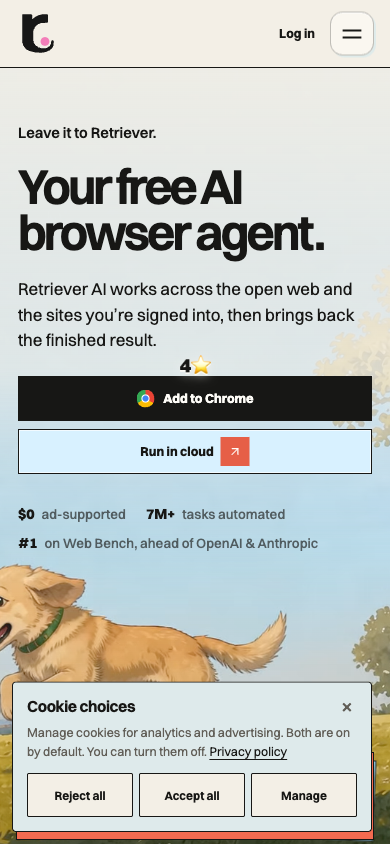 r.
Log in
Leave it to Retriever.
Your free AI
browser agent.
Retriever AI works across the open web and
the sites you’re signed into, then brings back
the finished result.
4⭐
Add to Chrome
Run in cloud
$0 ad-supported 7M+ tasks automated
#1 on Web Bench, ahead of OpenAI & Anthropic
Cookie choices
×
Manage cookies for analytics and advertising. Both are on
by default. You can turn them off. Privacy policy
Reject all Accept all Manage